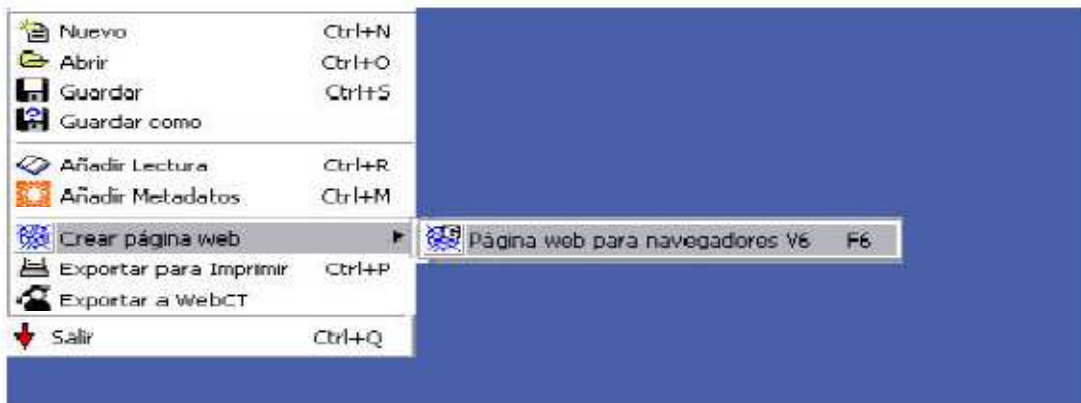 Nuevo Ctrl+N
Abrir Ctrl+O
Guardar Ctrl+S
Guardar como
Añadir Lectura Ctrl+R
Añadir Metadatos Ctrl+M
Crear página web Página web para navegadores V6 F6
Exportar para Imprimir Ctrl+P
Exportar a WebCT
Salir Ctrl+Q